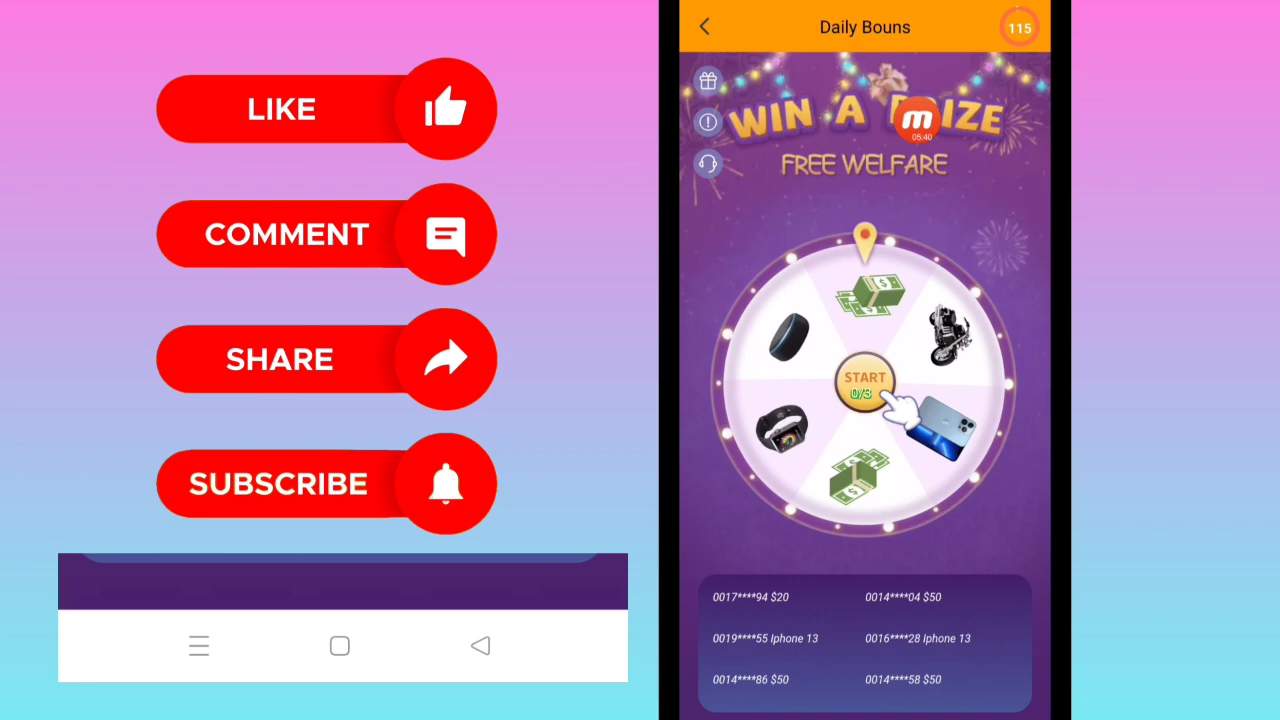 LIKE
COMMENT
SHARE
SUBSCRIBE
Daily Bouns
115
WIN A IZE
m
05:40
FREE WELFARE
START
0/3
0017****94 $20
0014****04 $50
0019****55 Iphone 13
0016****28 Iphone 13
0014****86 $50
0014****58 $50